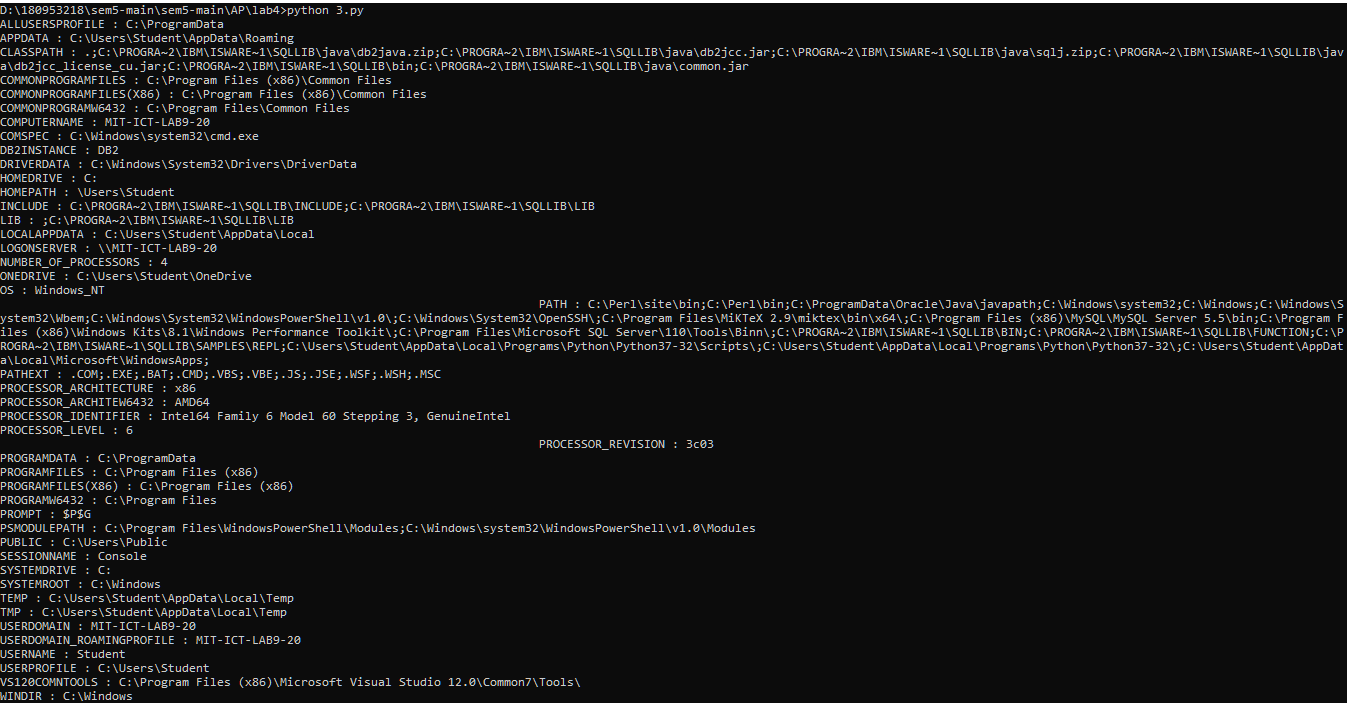 D:\180953218\sem5-main\sem5-main\AP\lab4>python 3.py
ALLUSERSPROFILE : C:\ProgramData
APPDATA : C:\Users\Student\AppData\Roaming
CLASSPATH : .;C:\PROGRA~2\IBM\ISWARE~1\SQLLIB\java\db2java.zip;C:\PROGRA~2\IBM\ISWARE~1\SQLLIB\java\db2jcc.jar;C:\PROGRA~2\IBM\ISWARE~1\SQLLIB\java\sqlj.zip;C:\PROGRA~2\IBM\ISWARE~1\SQLLIB\jav
a\db2jcc_license_cu.jar;C:\PROGRA~2\IBM\ISWARE~1\SQLLIB\bin;C:\PROGRA~2\IBM\ISWARE~1\SQLLIB\java\common.jar
COMMONPROGRAMFILES : C:\Program Files (x86)\Common Files
COMMONPROGRAMFILES(X86) : C:\Program Files (x86)\Common Files
COMMONPROGRAMW6432 : C:\Program Files\Common Files
COMPUTERNAME : MIT-ICT-LAB9-20
COMSPEC : C:\Windows\system32\cmd.exe
DB2INSTANCE : DB2
DRIVERDATA : C:\Windows\System32\Drivers\DriverData
HOMEDRIVE : C:
HOMEPATH : \Users\Student
INCLUDE : C:\PROGRA~2\IBM\ISWARE~1\SQLLIB\INCLUDE;C:\PROGRA~2\IBM\ISWARE~1\SQLLIB\LIB
LIB : ;C:\PROGRA~2\IBM\ISWARE~1\SQLLIB\LIB
LOCALAPPDATA : C:\Users\Student\AppData\Local
LOGONSERVER : \\MIT-ICT-LAB9-20
NUMBER_OF_PROCESSORS : 4
ONEDRIVE : C:\Users\Student\OneDrive
OS : Windows_NT
PATH : C:\Perl\site\bin;C:\Perl\bin;C:\ProgramData\Oracle\Java\javapath;C:\Windows\system32;C:\Windows;C:\Windows\S
ystem32\Wbem;C:\Windows\System32\WindowsPowerShell\v1.0\;C:\Windows\System32\OpenSSH\;C:\Program Files\MiKTeX 2.9\miktex\bin\x64\;C:\Program Files (x86)\MySQL\MySQL Server 5.5\bin;C:\Program F
iles (x86)\Windows Kits\8.1\Windows Performance Toolkit\;C:\Program Files\Microsoft SQL Server\110\Tools\Binn\;C:\PROGRA~2\IBM\ISWARE~1\SQLLIB\BIN;C:\PROGRA~2\IBM\ISWARE~1\SQLLIB\FUNCTION;C:\P
ROGRA~2\IBM\ISWARE~1\SQLLIB\SAMPLES\REPL;C:\Users\Student\AppData\Local\Programs\Python\Python37-32\Scripts\;C:\Users\Student\AppData\Local\Programs\Python\Python37-32\;C:\Users\Student\AppDat
a\Local\Microsoft\WindowsApps;
PATHEXT : .COM;.EXE;.BAT;.CMD;.VBS;.VBE;.JS;.JSE;.WSF;.WSH;.MSC
PROCESSOR_ARCHITECTURE : x86
PROCESSOR_ARCHITEW6432 : AMD64
PROCESSOR_IDENTIFIER : Intel64 Family 6 Model 60 Stepping 3, GenuineIntel
PROCESSOR_LEVEL : 6
PROCESSOR_REVISION : 3c03
PROGRAMDATA : C:\ProgramData
PROGRAMFILES : C:\Program Files (x86)
PROGRAMFILES(X86) : C:\Program Files (x86)
PROGRAMW6432 : C:\Program Files
PROMPT : $P$G
PSMODULEPATH : C:\Program Files\WindowsPowerShell\Modules;C:\Windows\system32\WindowsPowerShell\v1.0\Modules
PUBLIC : C:\Users\Public
SESSIONNAME : Console
SYSTEMDRIVE : C:
SYSTEMROOT : C:\Windows
TEMP : C:\Users\Student\AppData\Local\Temp
TMP : C:\Users\Student\AppData\Local\Temp
USERDOMAIN : MIT-ICT-LAB9-20
USERDOMAIN_ROAMINGPROFILE : MIT-ICT-LAB9-20
USERNAME : Student
USERPROFILE : C:\Users\Student
VS120COMNTOOLS : C:\Program Files (x86)\Microsoft Visual Studio 12.0\Common7\Tools\
WINDIR : C:\Windows